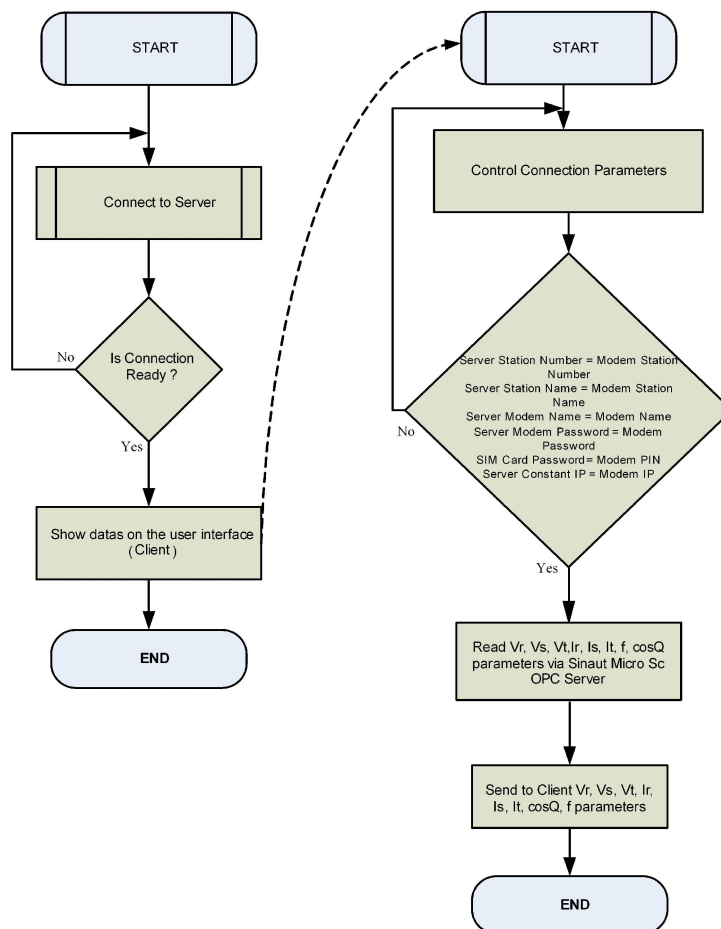 START
Connect to Server
Is Connection
Ready ?
No
Yes
Show datas on the user interface
(Client)
END
START
Control Connection Parameters
Server Station Number = Modem Station
Number
Server Station Name = Modem Station
Name
Server Modem Name = Modem Name
Server Modem Password = Modem
Password
SIM Card Password= Modem PIN
Server Constant IP = Modem IP
No
Yes
Read Vr, Vs, Vt,Ir, Is, It, f, cosQ
parameters via Sinaut Micro Sc
OPC Server
Send to Client Vr, Vs, Vt, Ir,
Is, It, cosQ, f parameters
END